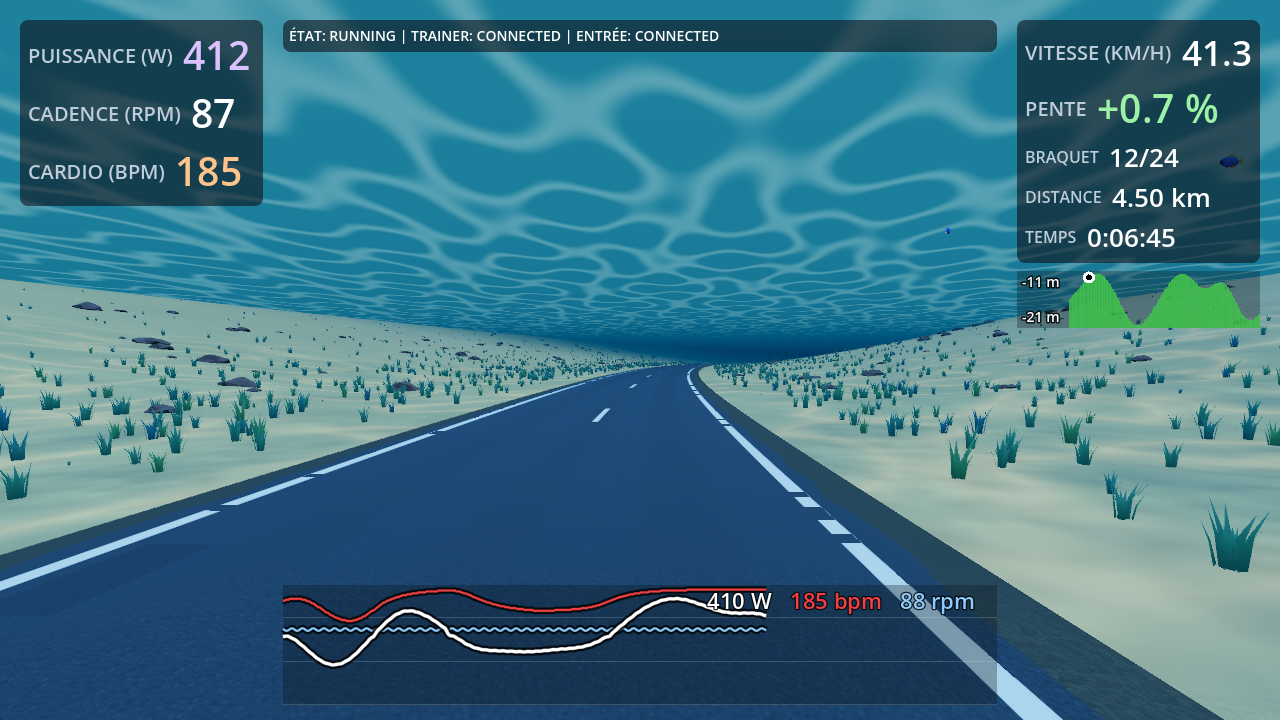 PUISSANCE (W) 412
CADENCE (RPM) 87
CARDIO (BPM) 185
ÉTAT: RUNNING | TRAINER: CONNECTED | ENTRÉE: CONNECTED
VITESSE (KM/H) 41.3
PENTE +0.7 %
BRAQUET 12/24
DISTANCE 4.50 km
TEMPS 0:06:45
-11 m
-21 m
410 W 185 bpm 88 rpm